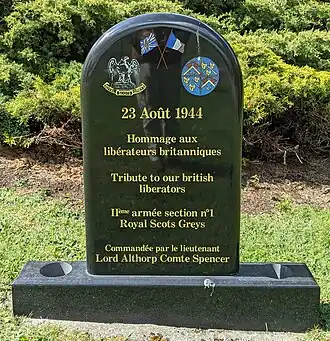 23 Août 1944
Hommage aux
libérateurs britanniques
Tribute to our british
liberators
IIème armée section n°1
Royal Scots Greys
Commandée par le lieutenant
Lord Althorp Comte Spencer